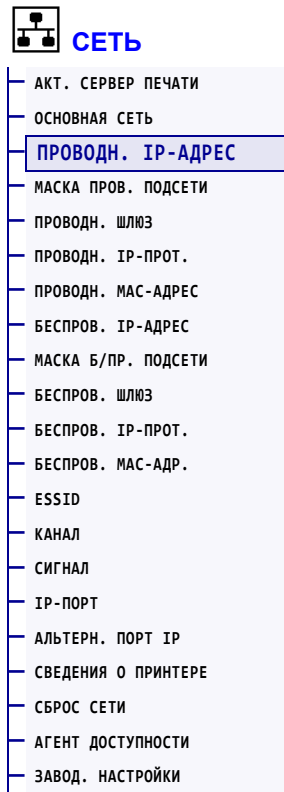 СЕТЬ
АКТ. СЕРВЕР ПЕЧАТИ
ОСНОВНАЯ СЕТЬ
ПРОВОДН. IP-АДРЕС
МАСКА ПРОВ. ПОДСЕТИ
ПРОВОДН. ШЛЮЗ
ПРОВОДН. IP-ПРОТ.
ПРОВОДН. MAC-АДРЕС
БЕСПРОВ. IP-АДРЕС
МАСКА Б/ПР. ПОДСЕТИ
БЕСПРОВ. ШЛЮЗ
БЕСПРОВ. IP-ПРОТ.
БЕСПРОВ. MAC-АДР.
ESSID
КАНАЛ
СИГНАЛ
IP-ПОРТ
АЛЬТЕРН. ПОРТ IP
СВЕДЕНИЯ О ПРИНТЕРЕ
СБРОС СЕТИ
АГЕНТ ДОСТУПНОСТИ
ЗАВОД. НАСТРОЙКИ